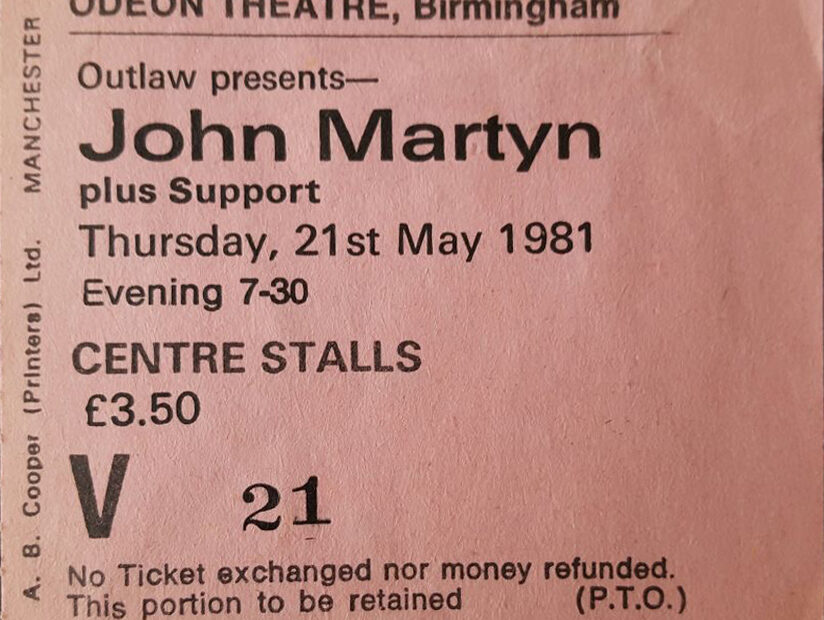 ODEON THEATRE, Birmingham
Outlaw presents—
John Martyn
plus Support
Thursday, 21st May 1981
Evening 7-30
CENTRE STALLS
£3.50
V 21
No Ticket exchanged nor money refunded.
This portion to be retained (P.T.O.)
A. B. Cooper (Printers) Ltd. MANCHESTER